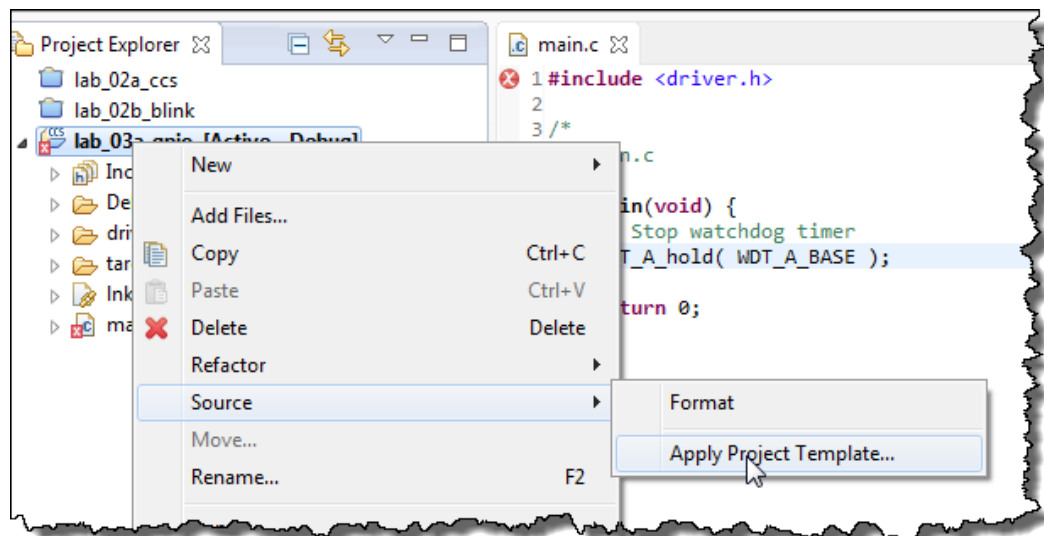 Project Explorer
lab_02a_ccs
lab_02b_blink
lab_03a_gpio [Active - Debug]
Inc
De
dri
tar
lnk
ma
New
Add Files...
Copy Ctrl+C
Paste Ctrl+V
Delete Delete
Refactor
Source
Move...
Rename... F2
Format
Apply Project Template...
main.c
1 #include <driver.h>
2
3 /*
n.c
in(void) {
Stop watchdog timer
T_A_hold( WDT_A_BASE );
turn 0;